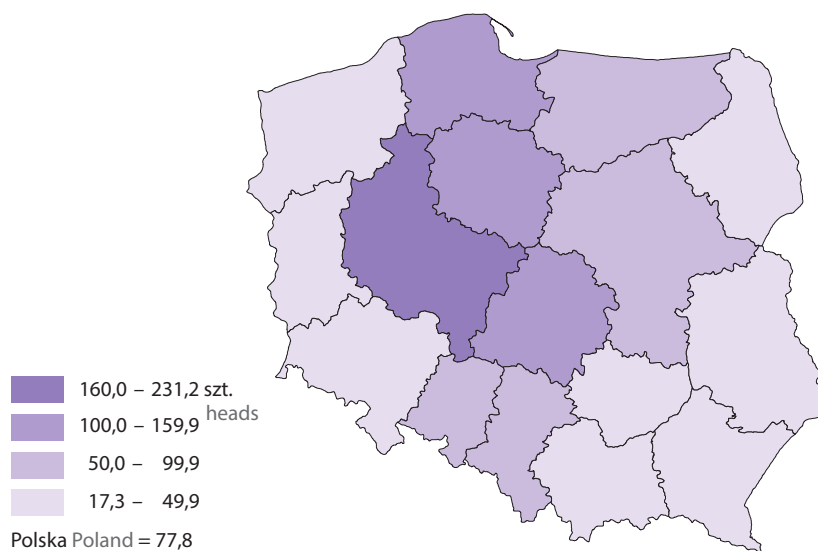 160,0 – 231,2 szt.
heads
100,0 – 159,9
50,0 – 99,9
17,3 – 49,9
Polska Poland = 77,8